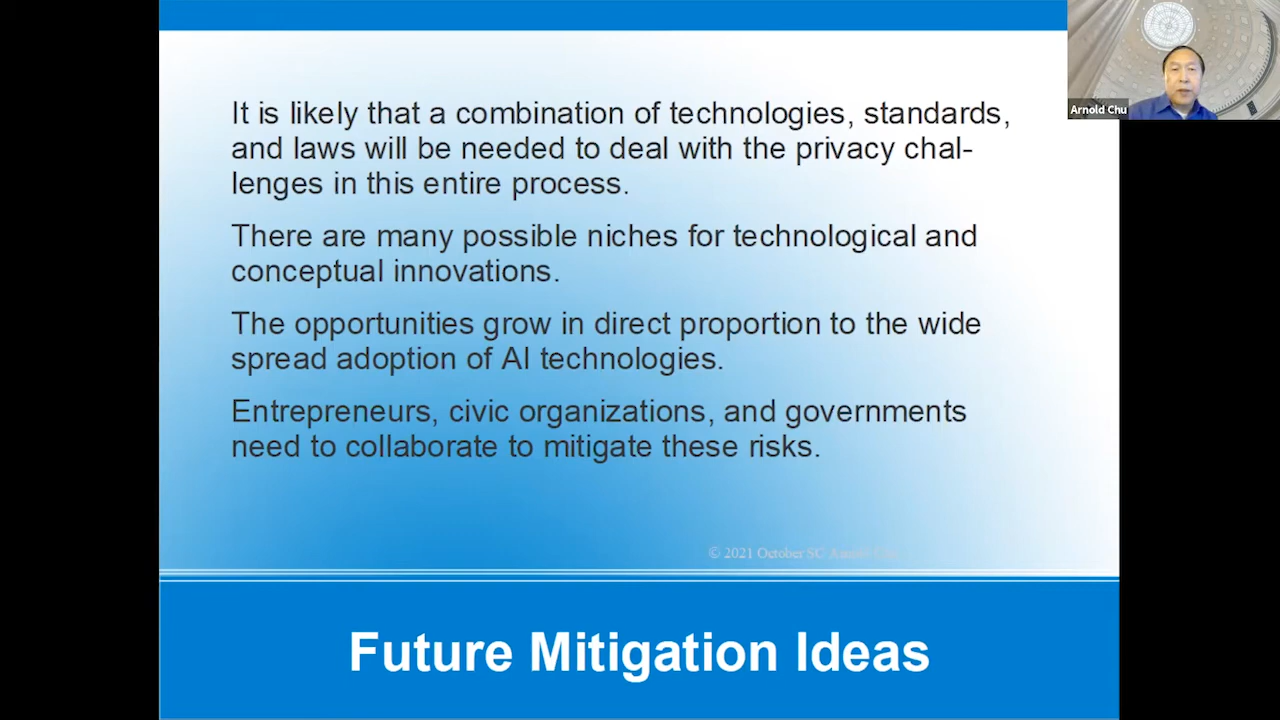 It is likely that a combination of technologies, standards,
and laws will be needed to deal with the privacy chal-
lenges in this entire process.
There are many possible niches for technological and
conceptual innovations.
The opportunities grow in direct proportion to the wide
spread adoption of AI technologies.
Entrepreneurs, civic organizations, and governments
need to collaborate to mitigate these risks.
© 2021 October SC
Future Mitigation Ideas
Arnold Chu